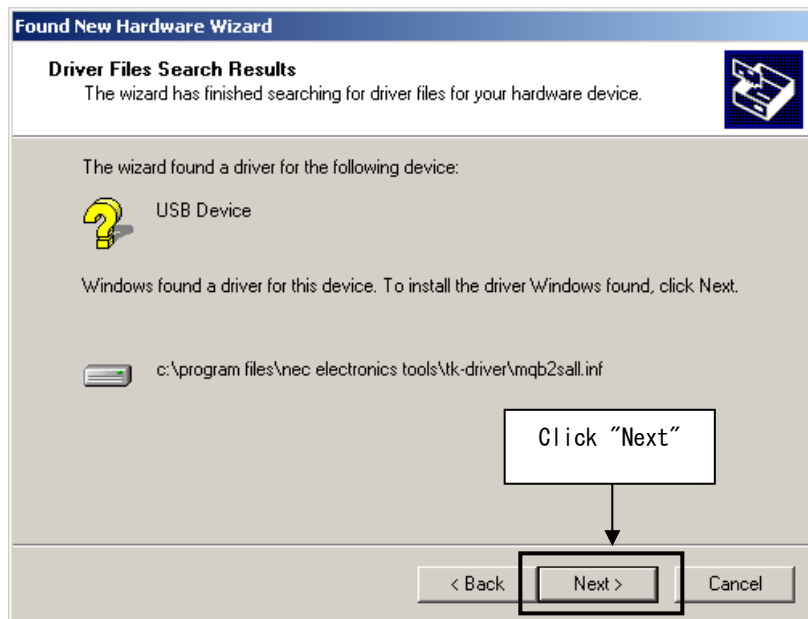 Found New Hardware Wizard
Driver Files Search Results
The wizard has finished searching for driver files for your hardware device.
The wizard found a driver for the following device:
USB Device
Windows found a driver for this device. To install the driver Windows found, click Next.
c:\program files\nec electronics tools\tk-driver\mqb2sall.inf
Click "Next"
< Back
Next >
Cancel